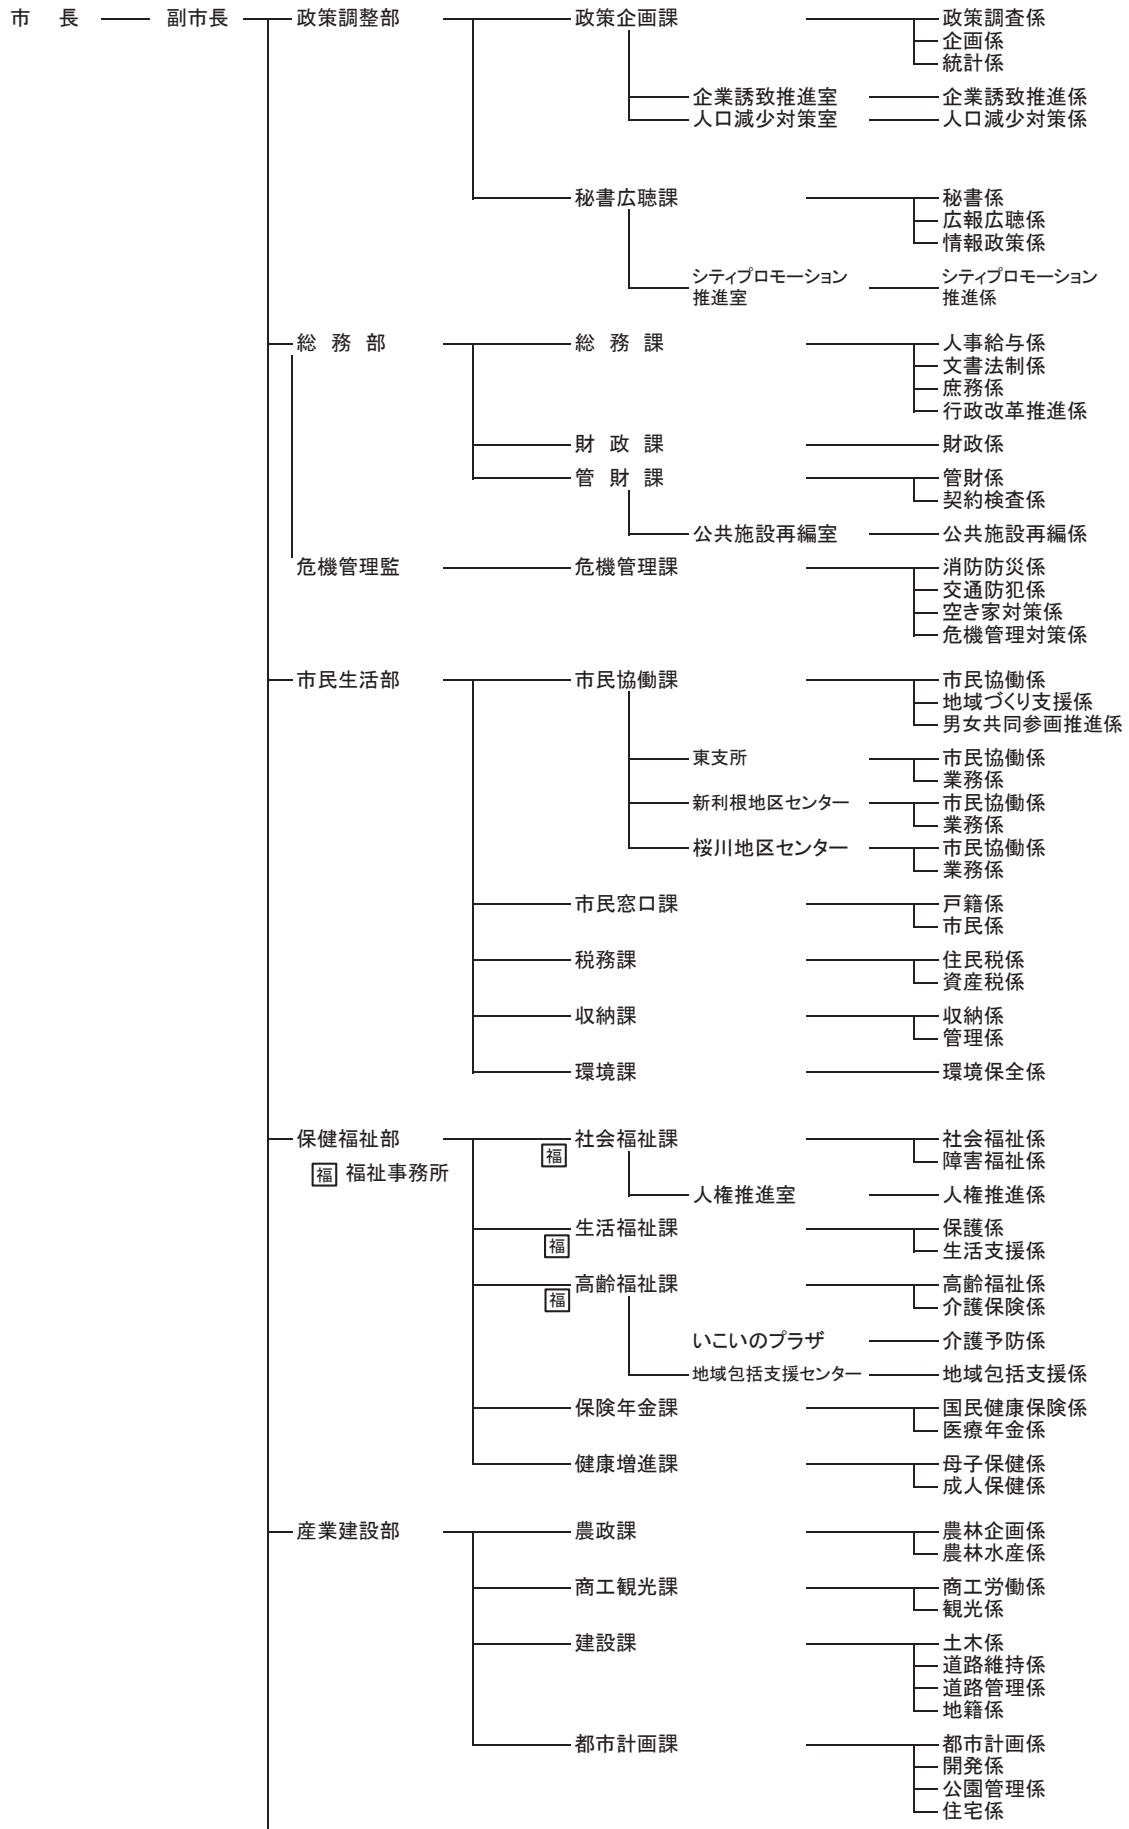 市　長 副市長 政策調整部 政策企画課 政策調査係
企画係
統計係
企業誘致推進室 企業誘致推進係
人口減少対策室 人口減少対策係
秘書広聴課 秘書係
広報広聴係
情報政策係
シティプロモーション シティプロモーション
推進室 推進係
総 務 部 総 務 課 人事給与係
文書法制係
庶務係
行政改革推進係
財 政 課 財政係
管 財 課 管財係
契約検査係
公共施設再編室 公共施設再編係
危機管理監 危機管理課 消防防災係
交通防犯係
空き家対策係
危機管理対策係
市民生活部 市民協働課 市民協働係
地域づくり支援係
男女共同参画推進係
東支所 市民協働係
業務係
新利根地区センター 市民協働係
業務係
桜川地区センター 市民協働係
業務係
市民窓口課 戸籍係
市民係
税務課 住民税係
資産税係
収納課 収納係
管理係
環境課 環境保全係
保健福祉部 社会福祉課 社会福祉係
福 障害福祉係
福 福祉事務所
人権推進室 人権推進係
生活福祉課 保護係
福 生活支援係
高齢福祉課 高齢福祉係
福 介護保険係
いこいのプラザ 介護予防係
地域包括支援センター 地域包括支援係
保険年金課 国民健康保険係
医療年金係
健康増進課 母子保健係
成人保健係
産業建設部 農政課 農林企画係
農林水産係
商工観光課 商工労働係
観光係
建設課 土木係
道路維持係
道路管理係
地籍係
都市計画課 都市計画係
開発係
公園管理係
住宅係